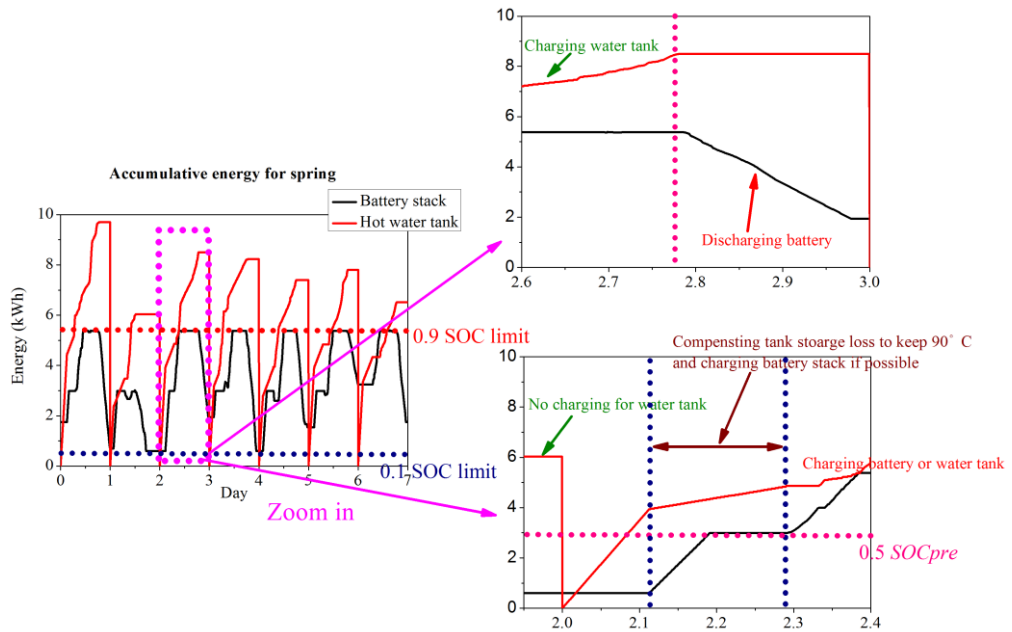 Accumulative energy for spring
Battery stack
Hot water tank
Energy (kWh)
10
8
6
4
2
0
0 1 2 3 4 5 6 7
Day
0.9 SOC limit
0.1 SOC limit
Zoom in
10
8
6
4
2
0
2.6 2.7 2.8 2.9 3.0
Charging water tank
Discharging battery
10
8
6
4
2
0
2.0 2.1 2.2 2.3 2.4
Compensting tank stoarge loss to keep 90° C
and charging battery stack if possible
No charging for water tank
Charging battery or water tank
0.5 SOCpre